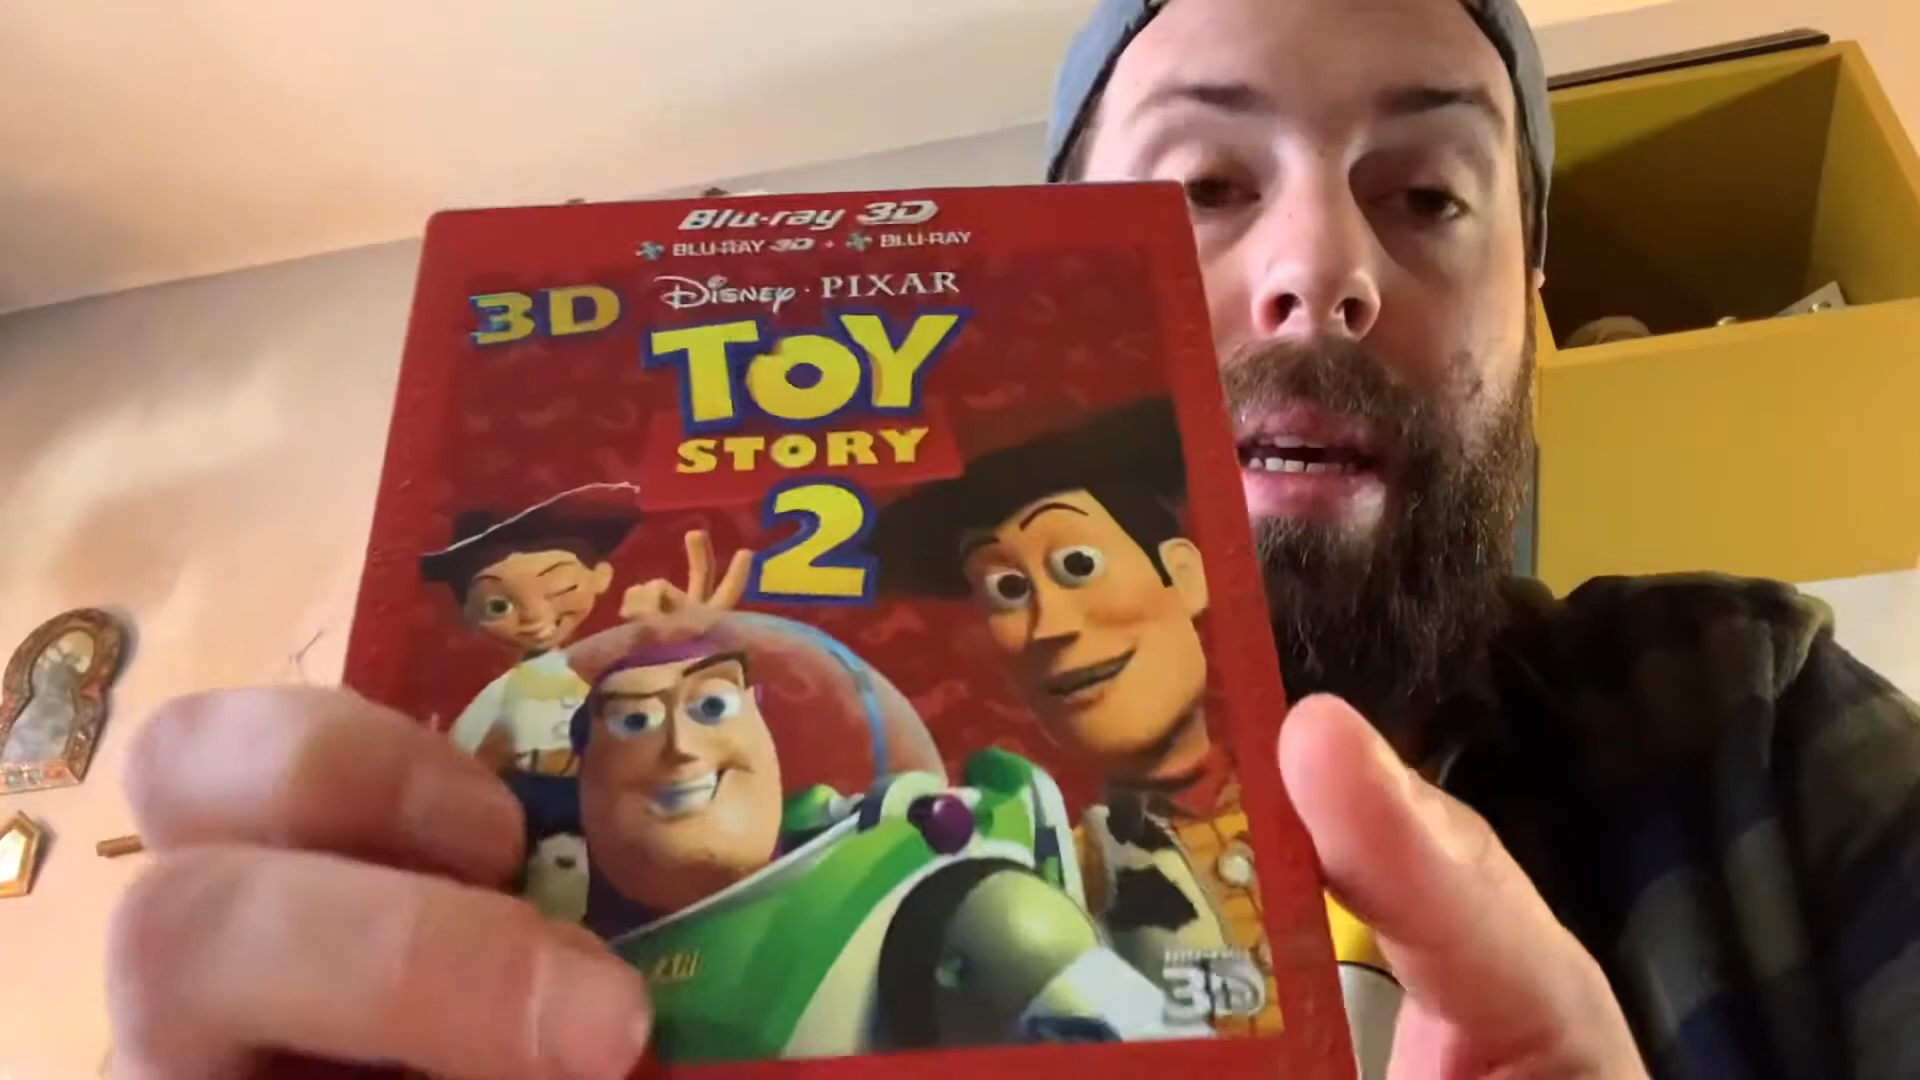 Blu-ray 3D
BLU-RAY 3D + BLU-RAY
3D
Disney · PIXAR
TOY
STORY
2
3D